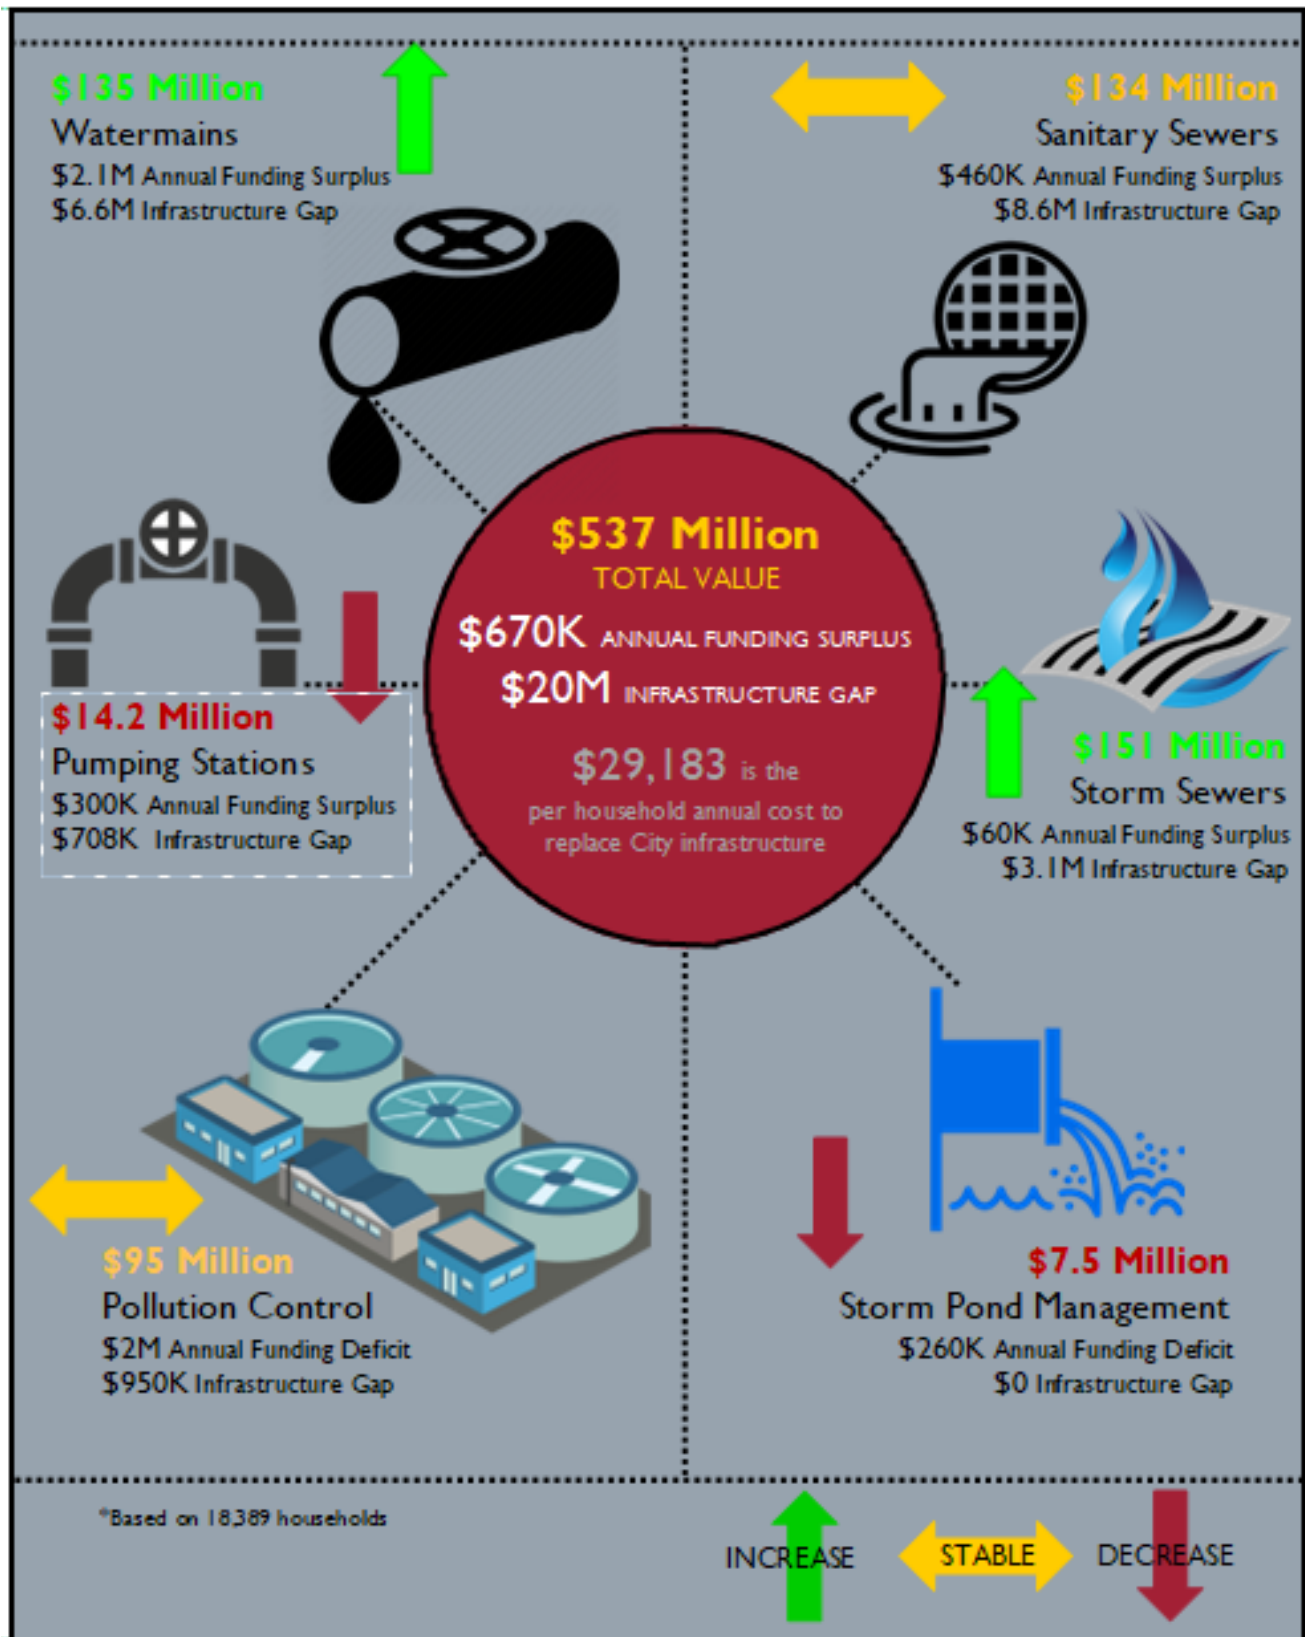 $135 Million
Watermains
$2.1M Annual Funding Surplus
$6.6M Infrastructure Gap
$134 Million
Sanitary Sewers
$460K Annual Funding Surplus
$8.6M Infrastructure Gap
$537 Million
TOTAL VALUE
$670K ANNUAL FUNDING SURPLUS
$20M INFRASTRUCTURE GAP
$29,183 is the
per household annual cost to
replace City infrastructure
$14.2 Million
Pumping Stations
$300K Annual Funding Surplus
$708K Infrastructure Gap
$151 Million
Storm Sewers
$60K Annual Funding Surplus
$3.1M Infrastructure Gap
$95 Million
Pollution Control
$2M Annual Funding Deficit
$950K Infrastructure Gap
$7.5 Million
Storm Pond Management
$260K Annual Funding Deficit
$0 Infrastructure Gap
*Based on 18,389 households
INCREASE
STABLE
DECREASE